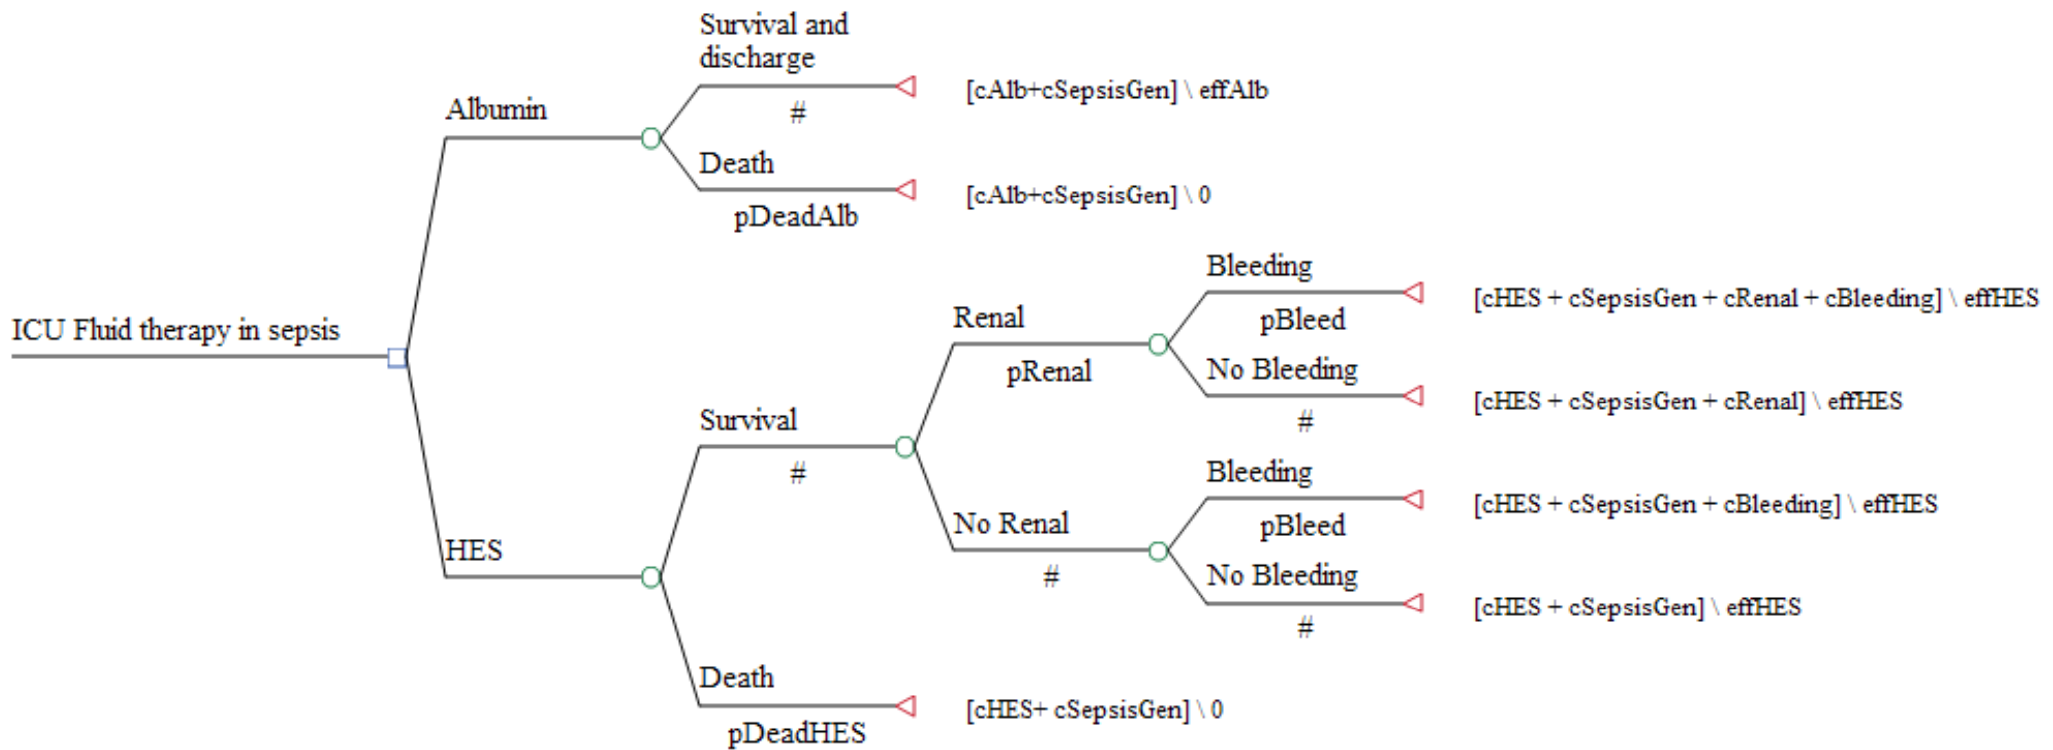 Survival and
discharge
[cAlb+cSepsisGen] \ effAlb
#
Albumin
Death
[cAlb+cSepsisGen] \ 0
pDeadAlb
Bleeding
[cHES + cSepsisGen + cRenal + cBleeding] \ effHES
pBleed
Renal
pRenal
No Bleeding
[cHES + cSepsisGen + cRenal] \ effHES
#
ICU Fluid therapy in sepsis
Survival
#
Bleeding
[cHES + cSepsisGen + cBleeding] \ effHES
pBleed
No Renal
#
No Bleeding
[cHES + cSepsisGen] \ effHES
#
HES
Death
[cHES+ cSepsisGen] \ 0
pDeadHES